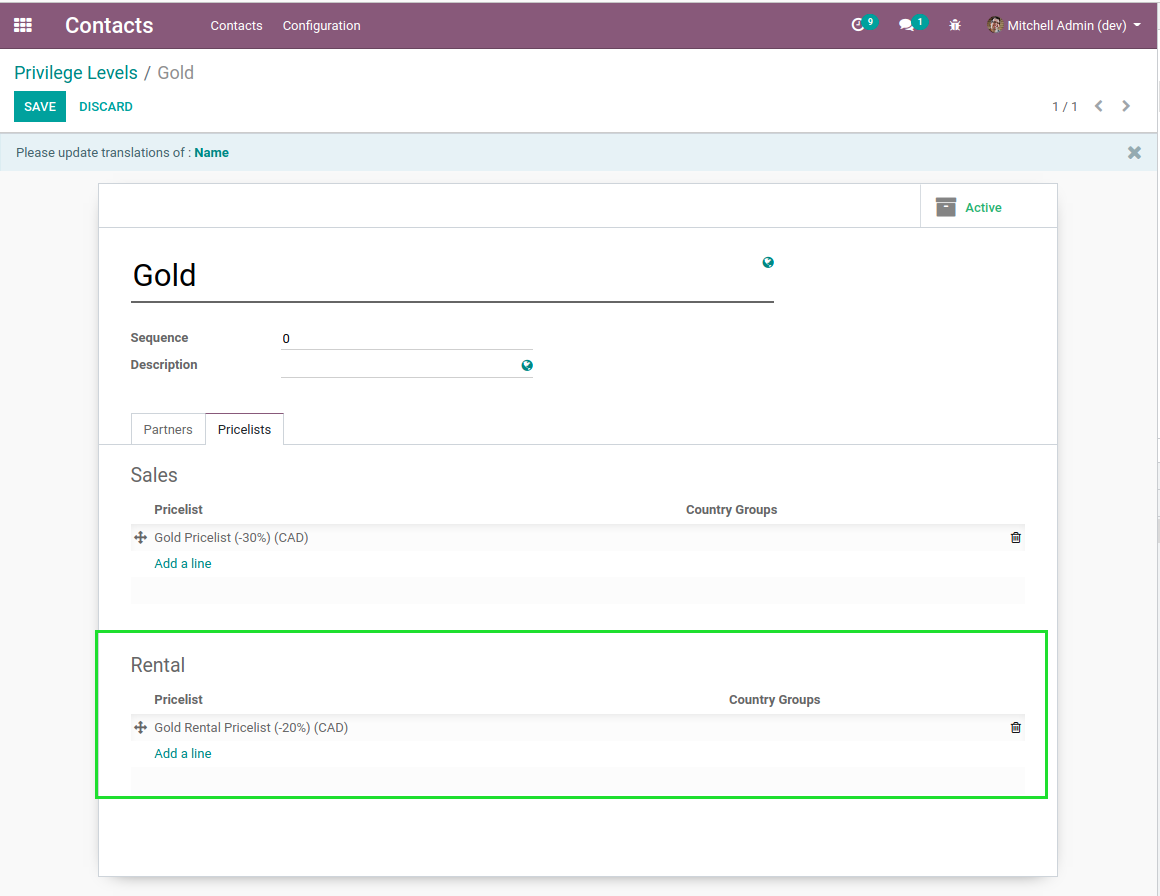 Contacts Contacts Configuration 9 1 Mitchell Admin (dev)
Privilege Levels / Gold
SAVE DISCARD 1 / 1
Please update translations of : Name
Active
Gold
Sequence 0
Description
Partners Pricelists
Sales
Pricelist Country Groups
Gold Pricelist (-30%) (CAD)
Add a line
Rental
Pricelist Country Groups
Gold Rental Pricelist (-20%) (CAD)
Add a line